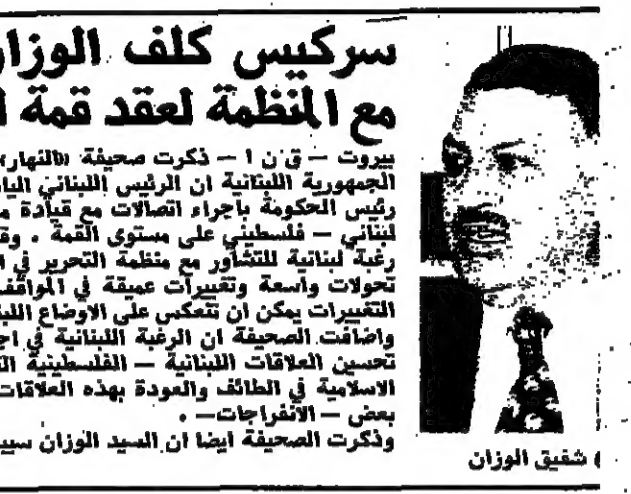 سركيس كلف الوزان
مع المنظمة لعقد قمة
بيروت — ق ن ا — ذكرت صحيفة «النهار»
الجمهورية اللبنانية ان الرئيس اللبناني
رئيس الحكومة باجراء اتصالات مع قيادة
لبناني — فلسطيني على مستوى القمة .
رغبة لبنانية للتشاور مع منظمة التحرير في
تحولات واسعة وتغييرات عميقة في
التغييرات يمكن ان تنعكس على الاوضاع
واضافت الصحيفة ان الرغبة اللبنانية في
تحسين العلاقات اللبنانية — الفلسطينية
الاسلامية في الطائف والعودة بهذه العلاقات
بعض — الانفراجات— .
وذكرت الصحيفة ايضا ان السيد الوزان
شفيق الوزان